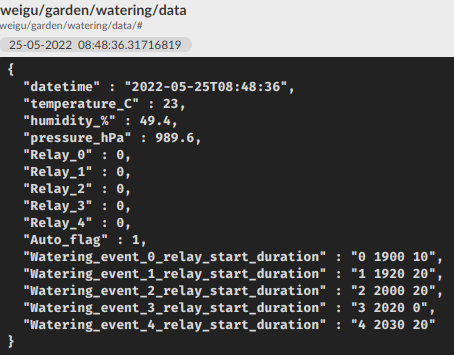 weigu/garden/watering/data
weigu/garden/watering/data/#
25-05-2022 08:48:36.31716819
{
"datetime" : "2022-05-25T08:48:36",
"temperature_C" : 23,
"humidity_%" : 49.4,
"pressure_hPa" : 989.6,
"Relay_0" : 0,
"Relay_1" : 0,
"Relay_2" : 0,
"Relay_3" : 0,
"Relay_4" : 0,
"Auto_flag" : 1,
"Watering_event_0_relay_start_duration" : "0 1900 10",
"Watering_event_1_relay_start_duration" : "1 1920 20",
"Watering_event_2_relay_start_duration" : "2 2000 20",
"Watering_event_3_relay_start_duration" : "3 2020 0",
"Watering_event_4_relay_start_duration" : "4 2030 20"
}